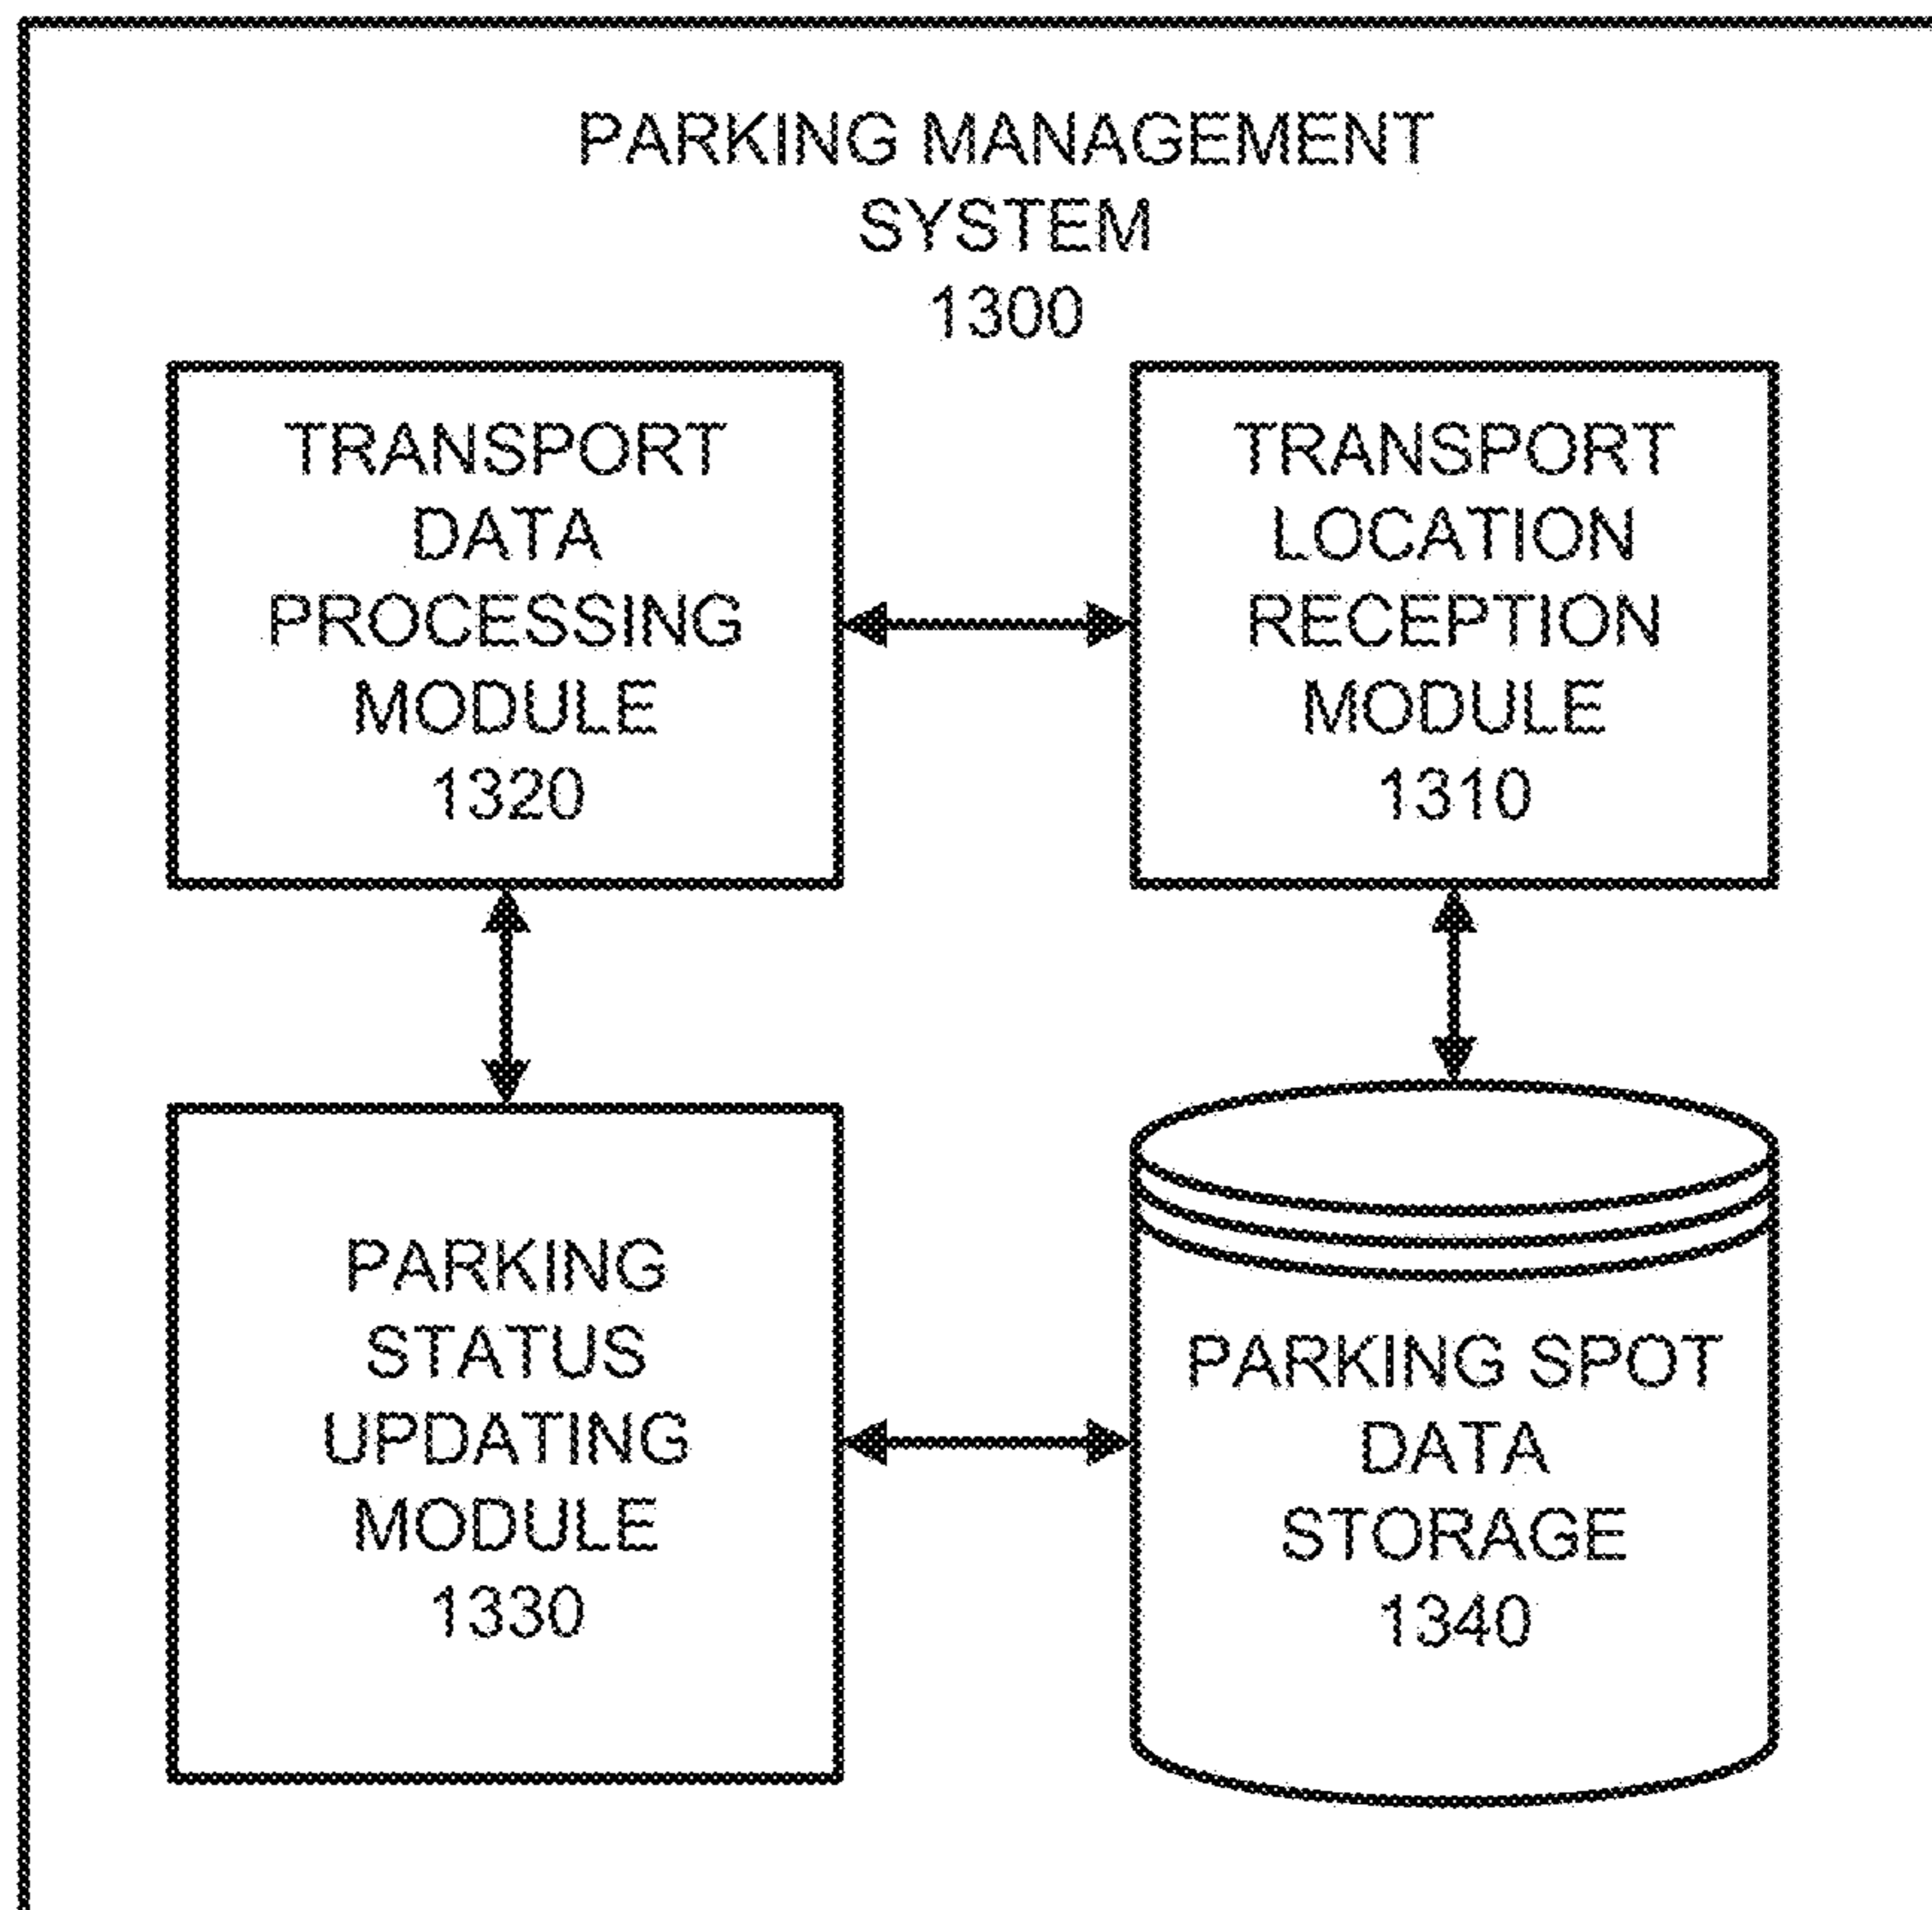 PARKING MANAGEMENT
SYSTEM
1300
TRANSPORT
DATA
PROCESSING
MODULE
1320
TRANSPORT
LOCATION
RECEPTION
MODULE
1310
PARKING
STATUS
UPDATING
MODULE
1330
PARKING SPOT
DATA
STORAGE
1340